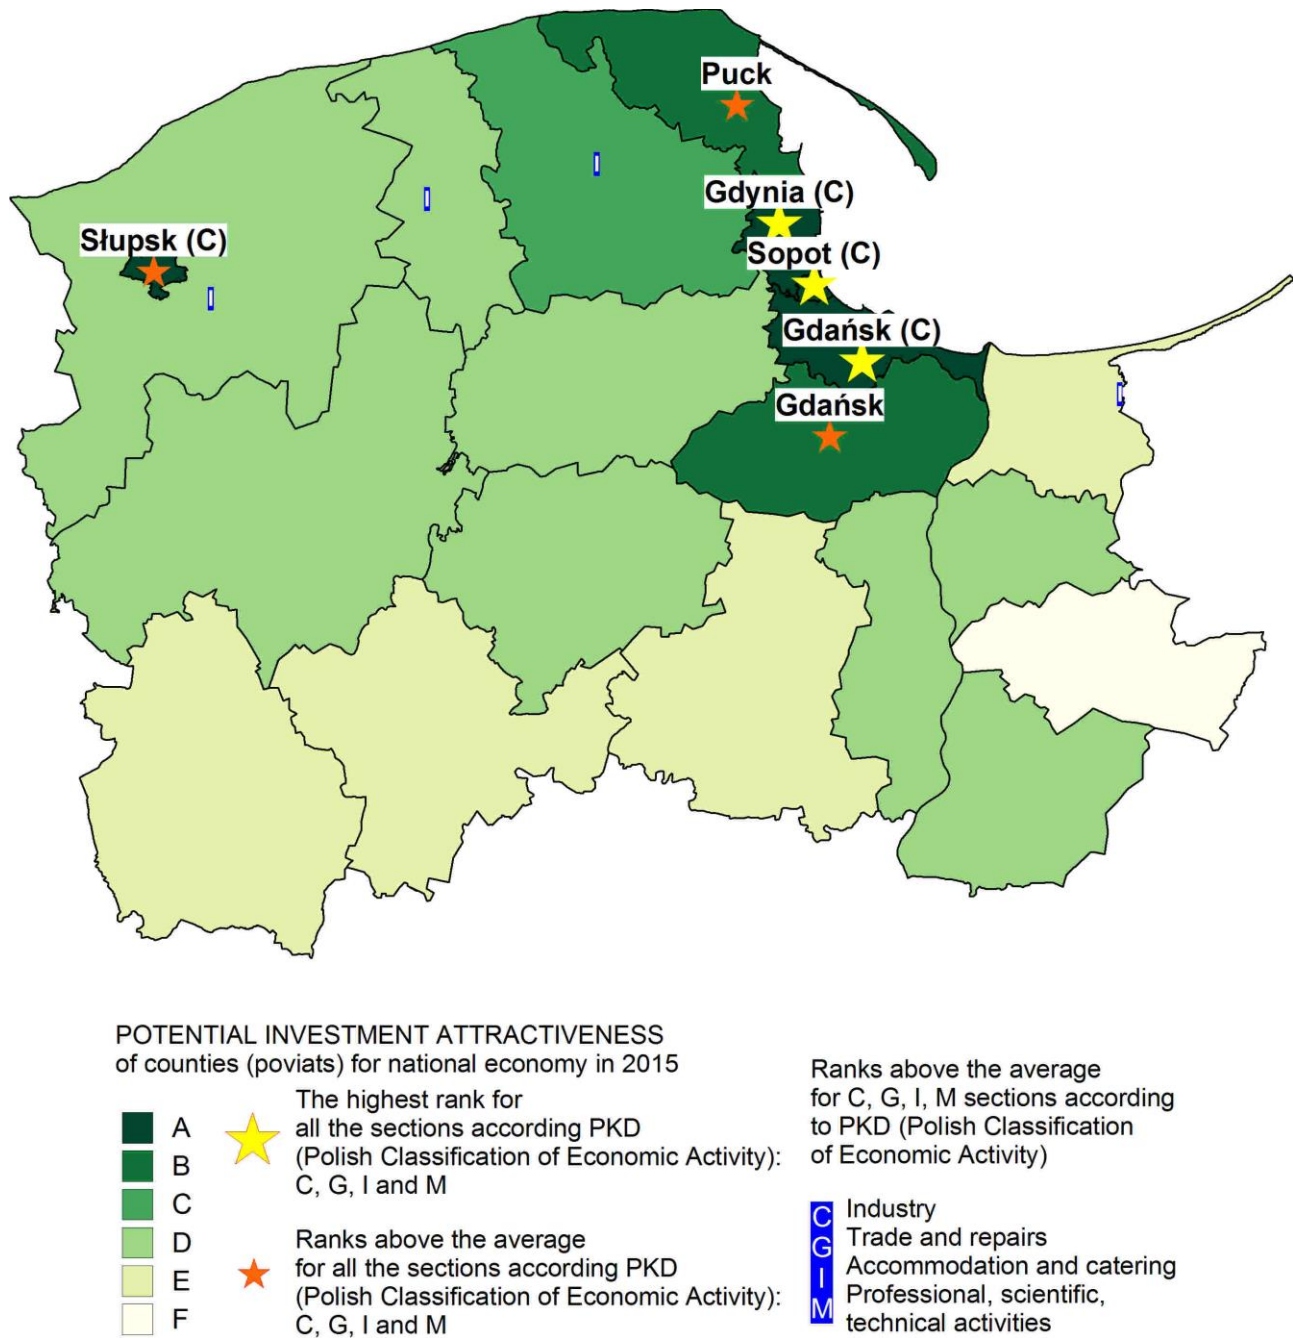 Puck
Gdynia (C)
Sopot (C)
Słupsk (C)
Gdańsk (C)
Gdańsk
I
I
I
I
POTENTIAL INVESTMENT ATTRACTIVENESS
of counties (poviats) for national economy in 2015
A
B
C
D
E
F
The highest rank for
all the sections according PKD
(Polish Classification of Economic Activity):
C, G, I and M
Ranks above the average
for all the sections according PKD
(Polish Classification of Economic Activity):
C, G, I and M
Ranks above the average
for C, G, I, M sections according
to PKD (Polish Classification
of Economic Activity)
C Industry
G Trade and repairs
I Accommodation and catering
M Professional, scientific,
technical activities